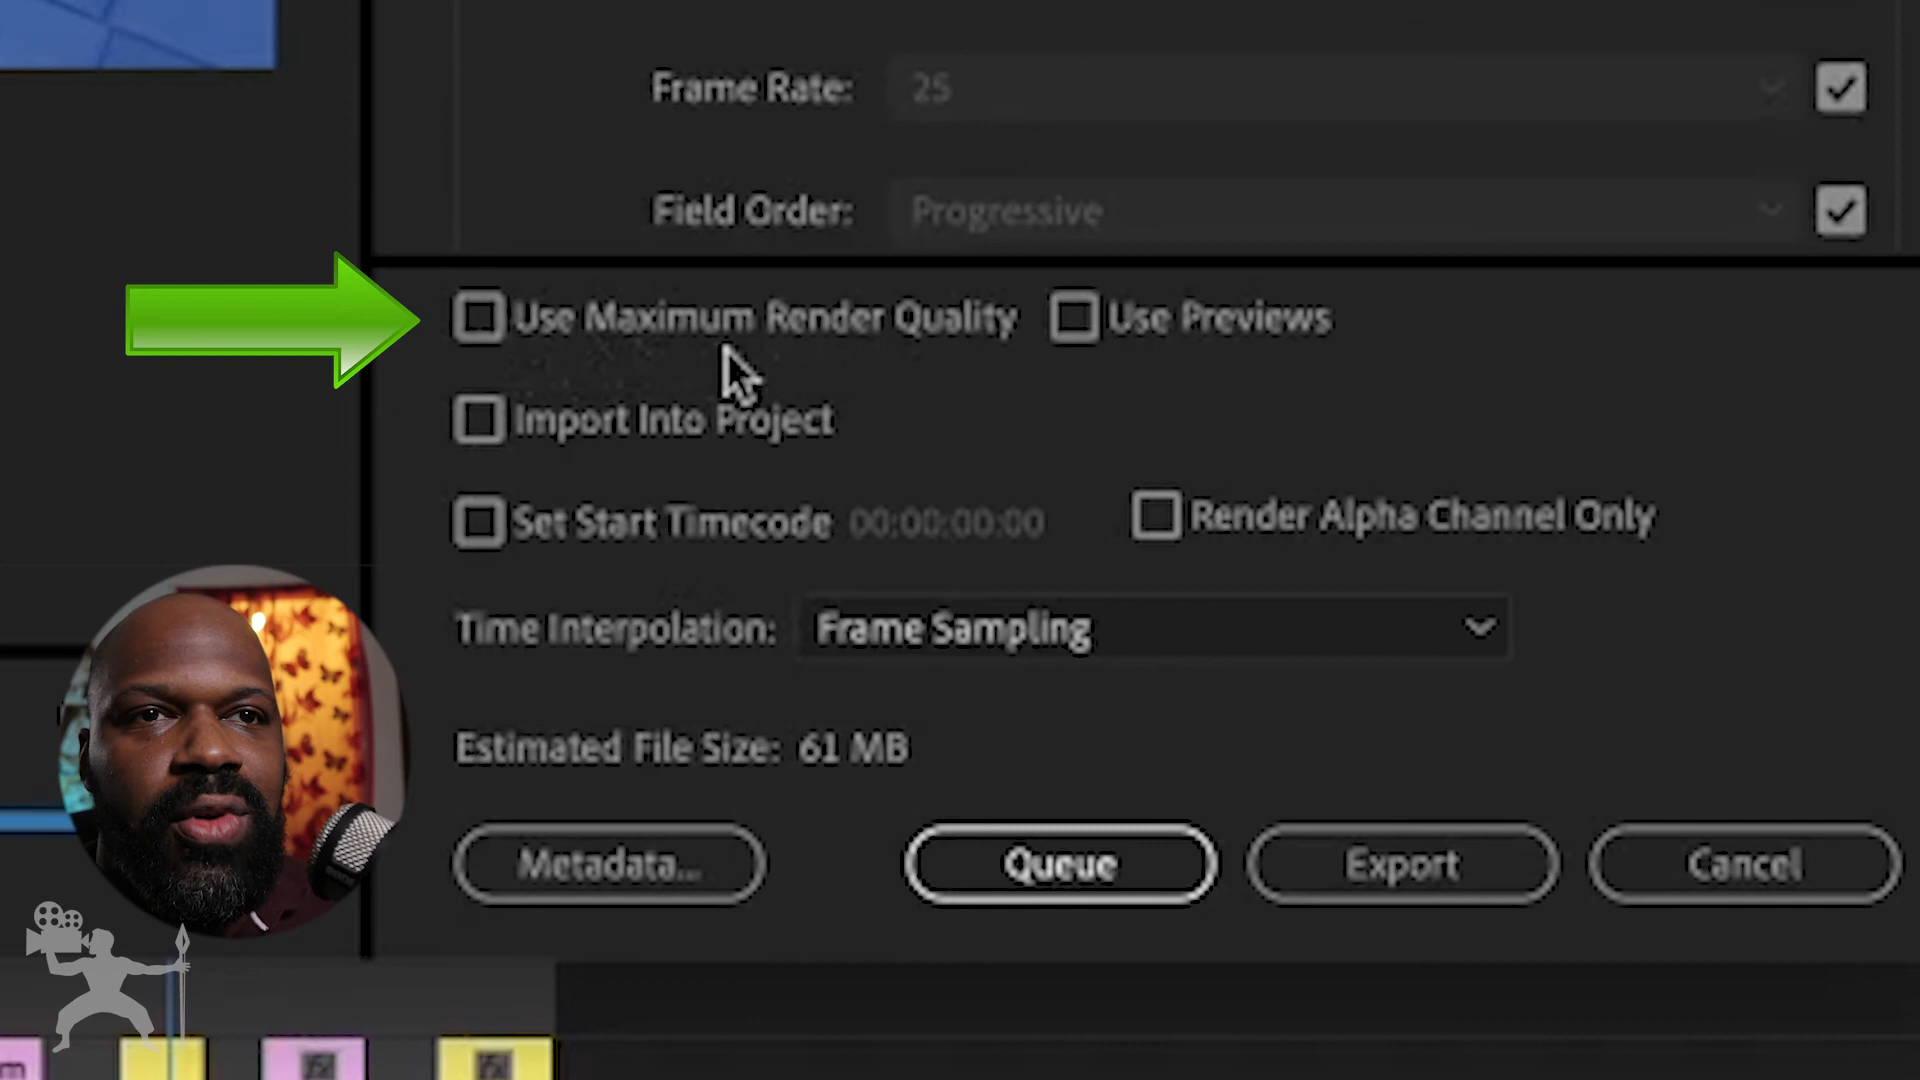 Frame Rate: 25
Field Order: Progressive
Use Maximum Render Quality Use Previews
Import Into Project
Set Start Timecode 00:00:00:00 Render Alpha Channel Only
Time Interpolation: Frame Sampling
Estimated File Size: 61 MB
Metadata... Queue Export Cancel